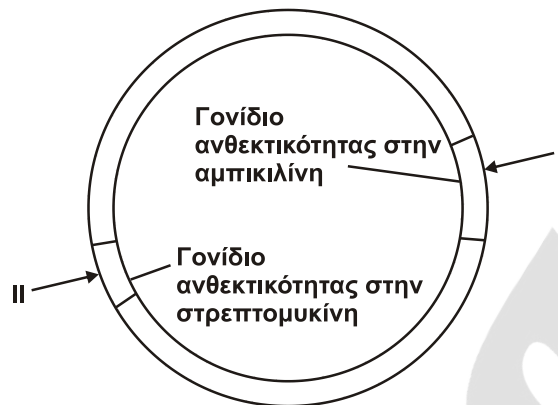 Γονίδιο
ανθεκτικότητας στην
αμπικιλίνη
Γονίδιο
ανθεκτικότητας στην
στρεπτομυκίνη
II